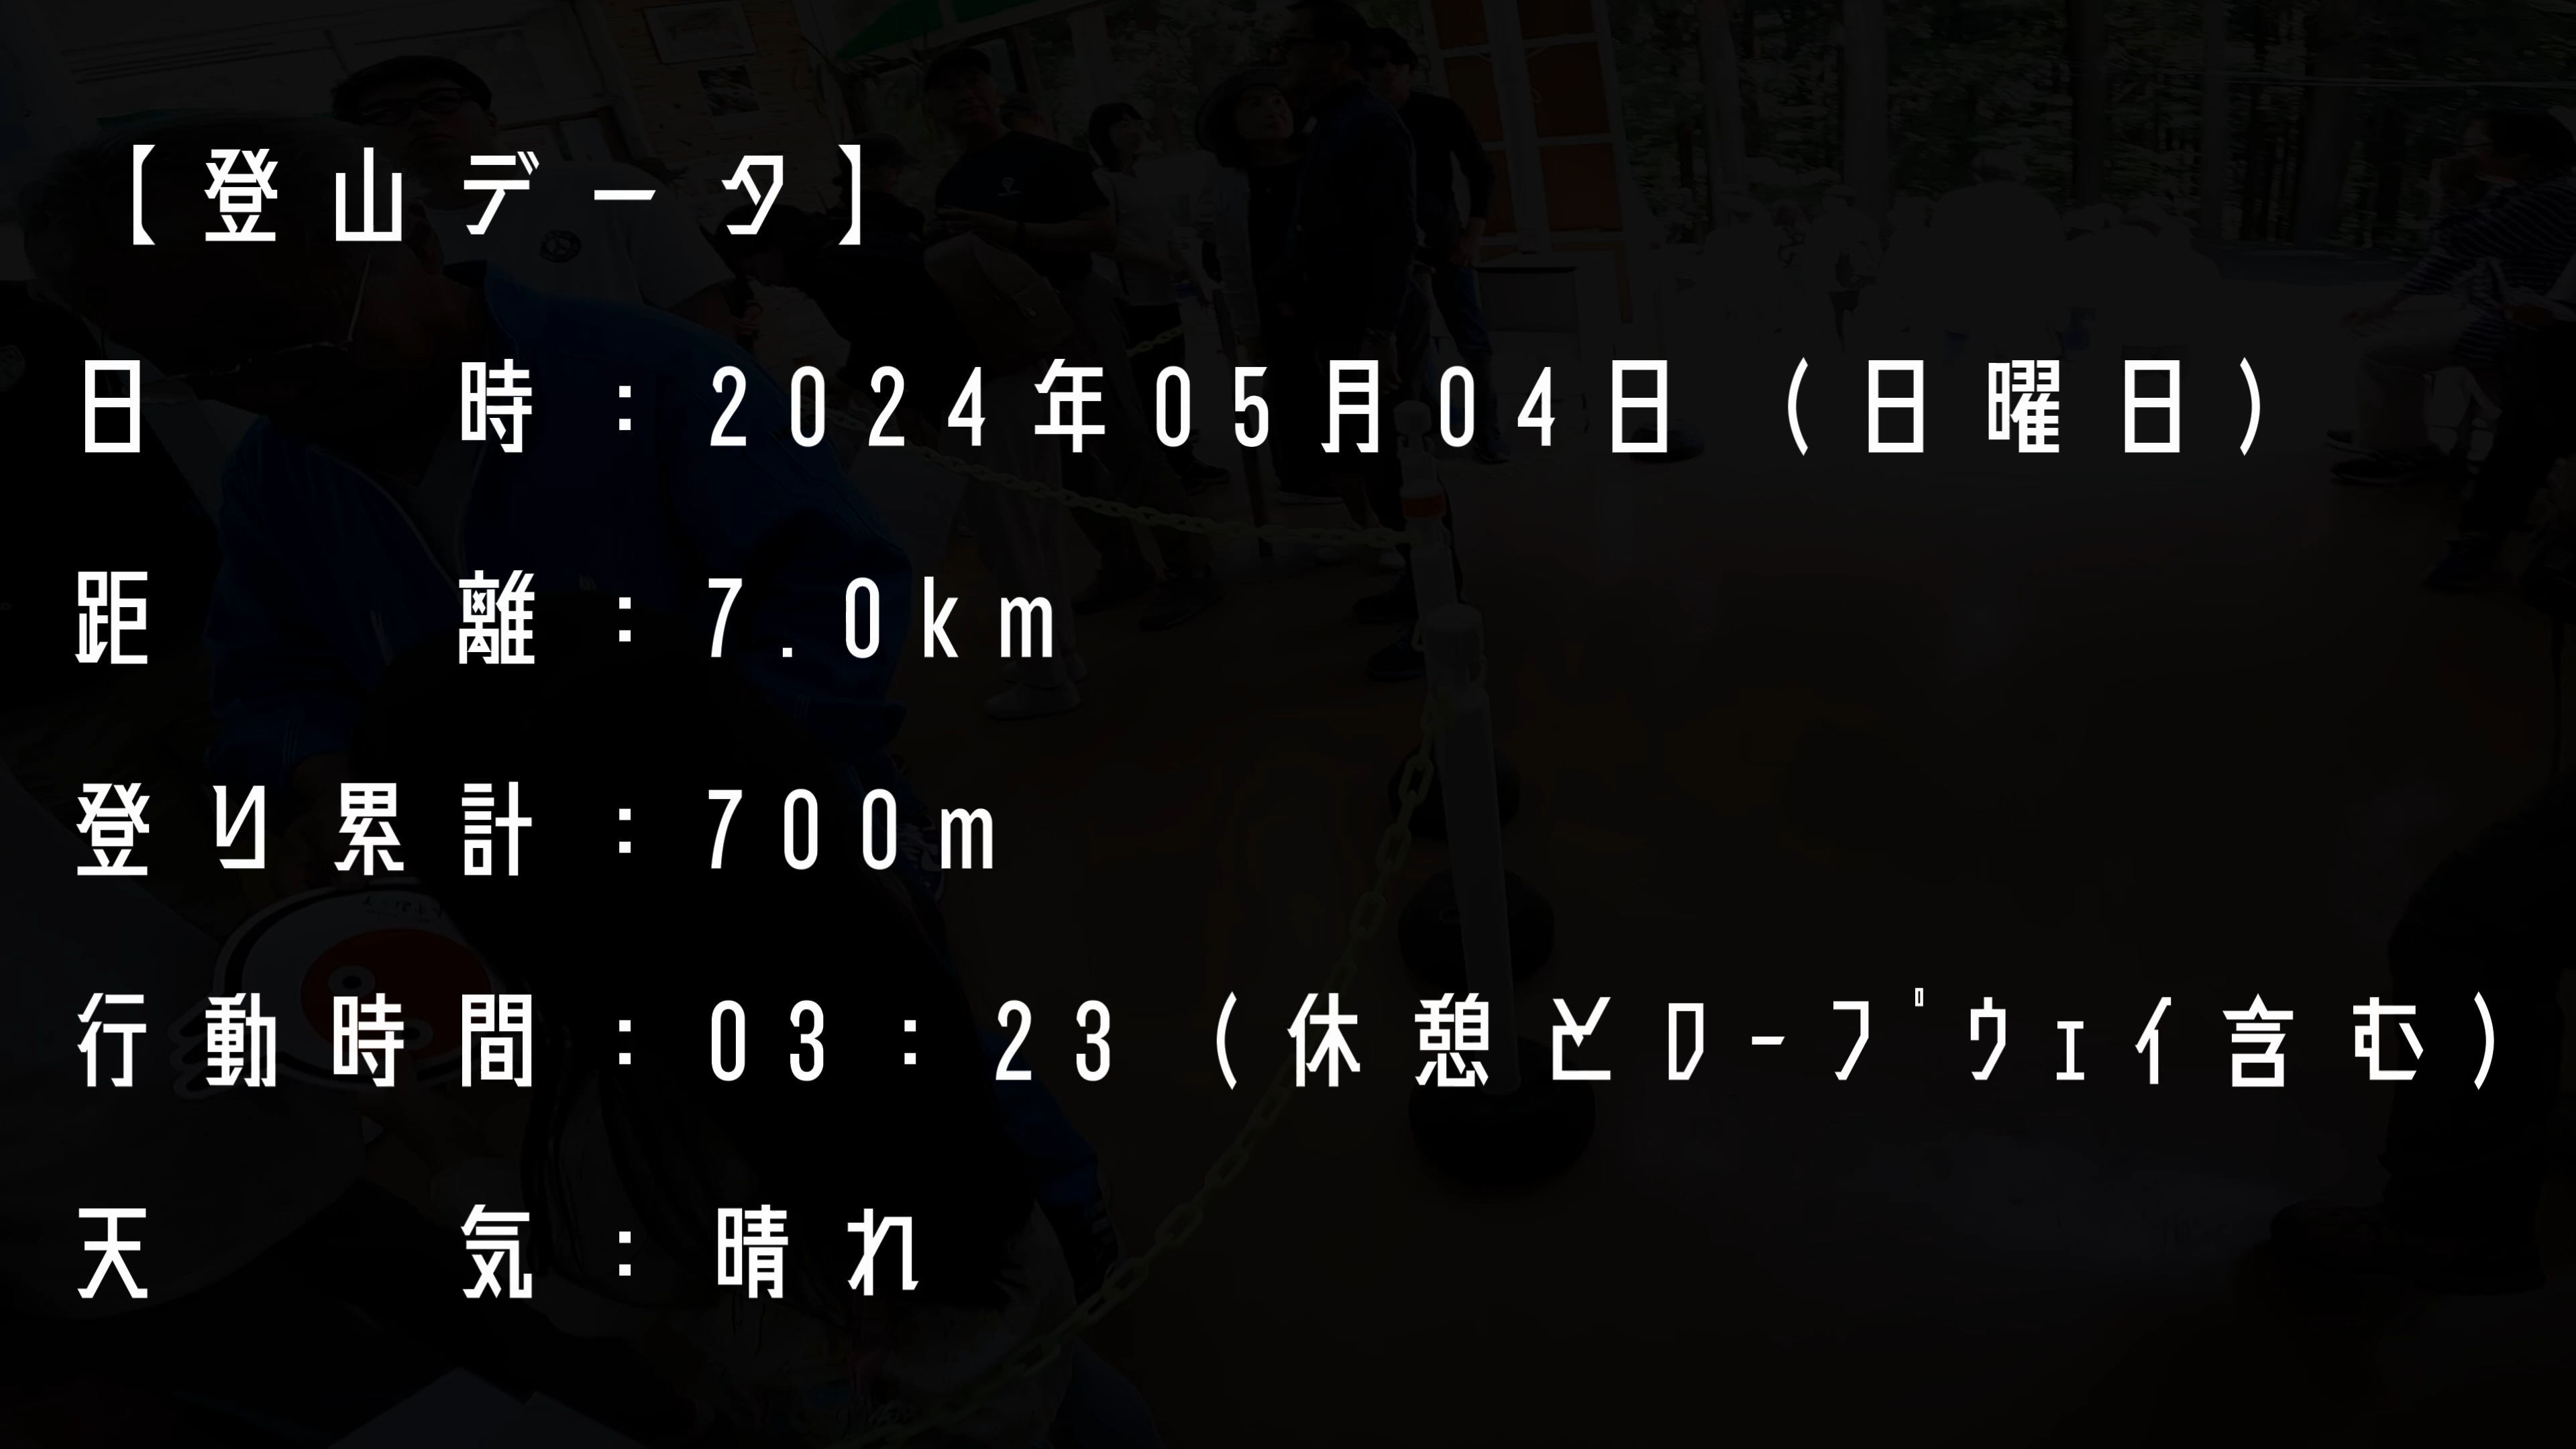 【登山データ】
日　　時：2024年05月04日（日曜日）
距　　離：7.0km
登り累計：700m
行動時間：03：23（休憩とﾛｰﾌﾟｳｪｲ含む）
天　　気：晴れ